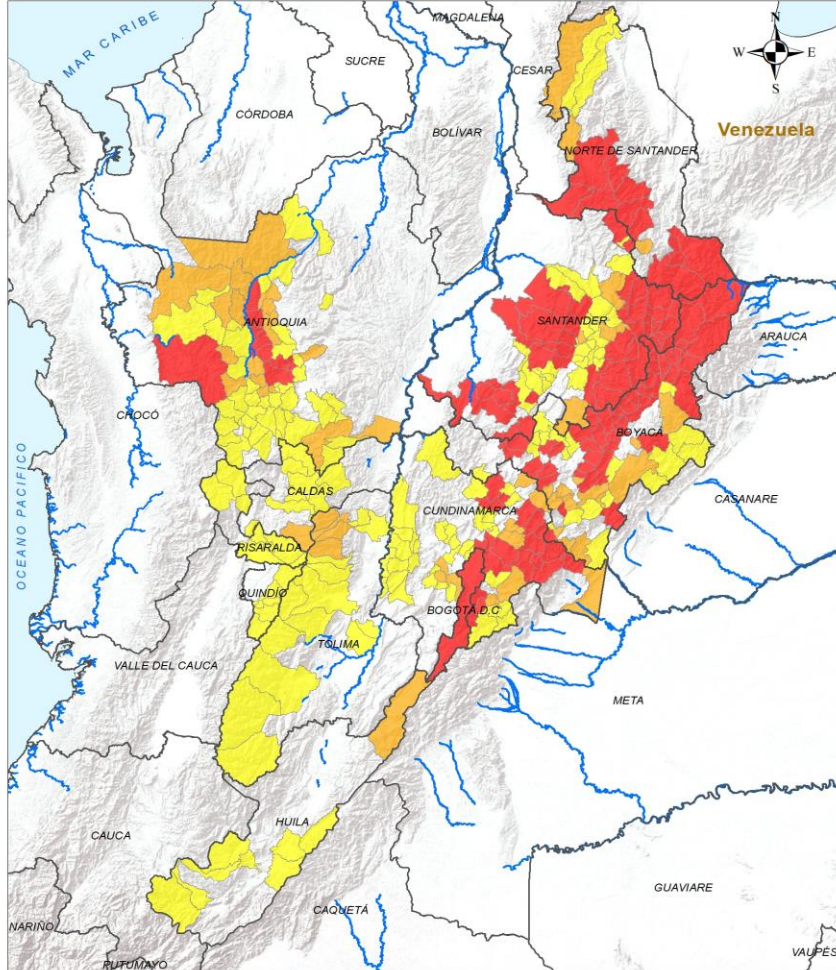 MAGDALENA
N
MAR CARIBE
W
E
SUCRE
CESAR
S
CÓRDOBA
BOLÍVAR
Venezuela
NORTE DE SANTANDER
ANTIOQUIA
SANTANDER
ARAUCA
CHOCÓ
BOYACÁ
OCEANO PACIFICO
CALDAS
CASANARE
CUNDINAMARCA
RISARALDA
QUINDÍO
BOGOTÁ D.C
TOLIMA
VALLE DEL CAUCA
META
HUILA
CAUCA
GUAVIARE
CAQUETÁ
NARIÑO
VAUPÉS
PUTUMAYO